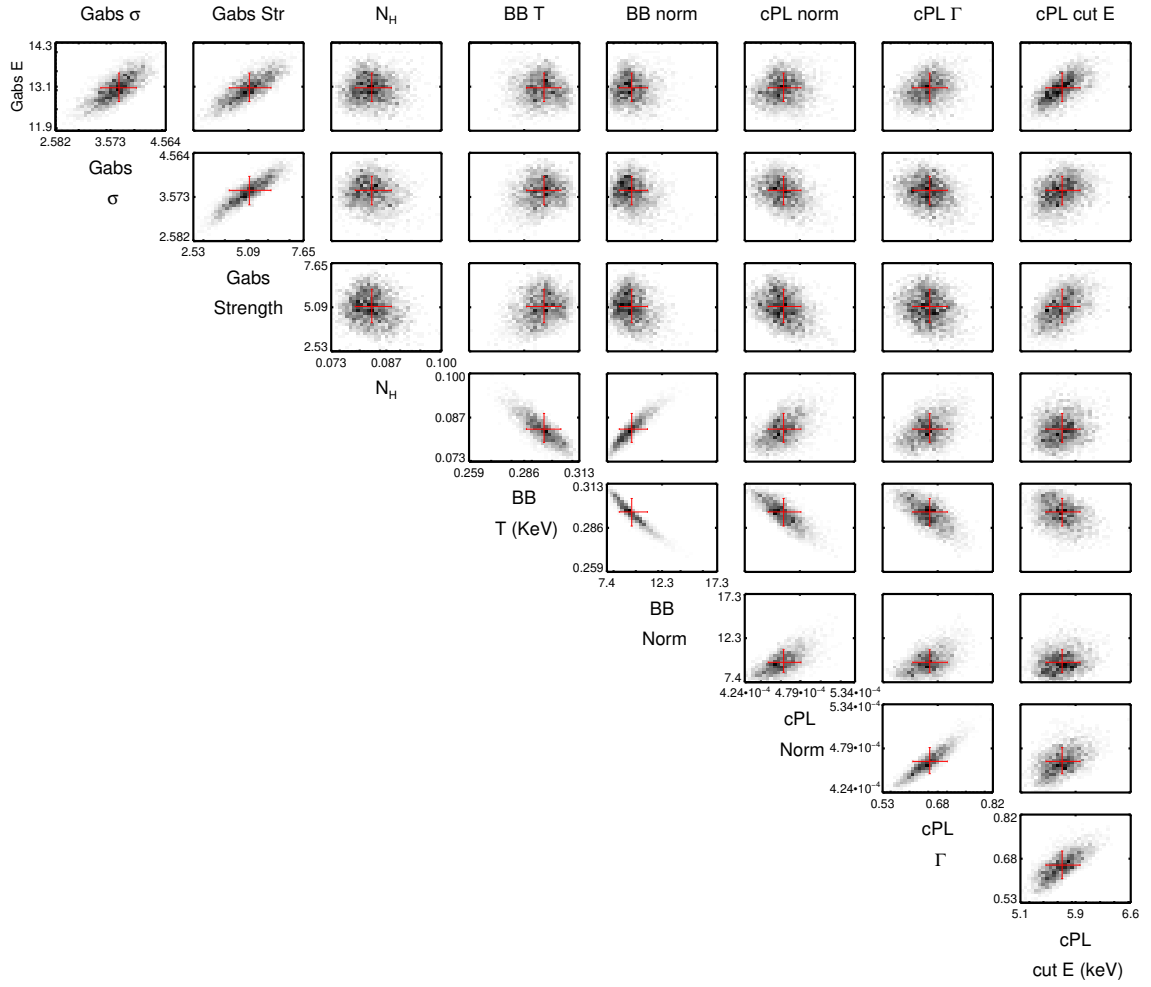 Gabs σ Gabs Str N_H BB T BB norm cPL norm cPL Γ cPL cut E
14.3
Gabs E
13.1
11.9
2.582 3.573 4.564
Gabs
σ
4.564
3.573
2.582
2.53 5.09 7.65
Gabs
Strength
7.65
5.09
2.53
0.073 0.087 0.100
N_H
0.100
0.087
0.073
0.259 0.286 0.313
BB
T (KeV)
0.313
0.286
0.259
7.4 12.3 17.3
BB
Norm
17.3
12.3
7.4
4.24•10⁻⁴ 4.79•10⁻⁴ 5.34•10⁻⁴
cPL
Norm
5.34•10⁻⁴
4.79•10⁻⁴
4.24•10⁻⁴
0.53 0.68 0.82
cPL
Γ
0.82
0.68
0.53
5.1 5.9 6.6
cPL
cut E (keV)